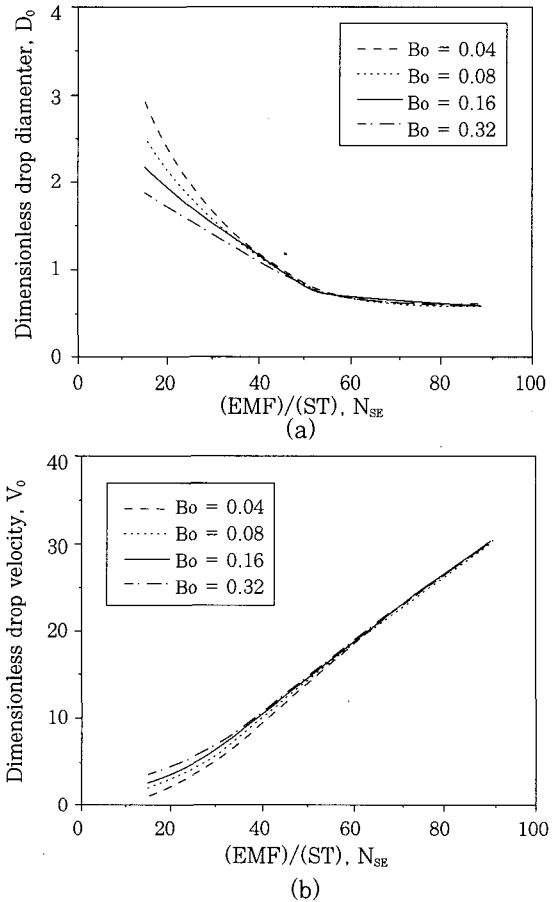 Dimensionless drop diamenter, D₀
4
3
2
1
0
Bo = 0.04
Bo = 0.08
Bo = 0.16
Bo = 0.32
0 20 40 60 80 100
(EMF)/(ST), N_SE
(a)
Dimensionless drop velocity, V₀
40
30
20
10
0
Bo = 0.04
Bo = 0.08
Bo = 0.16
Bo = 0.32
0 20 40 60 80 100
(EMF)/(ST), N_SE
(b)